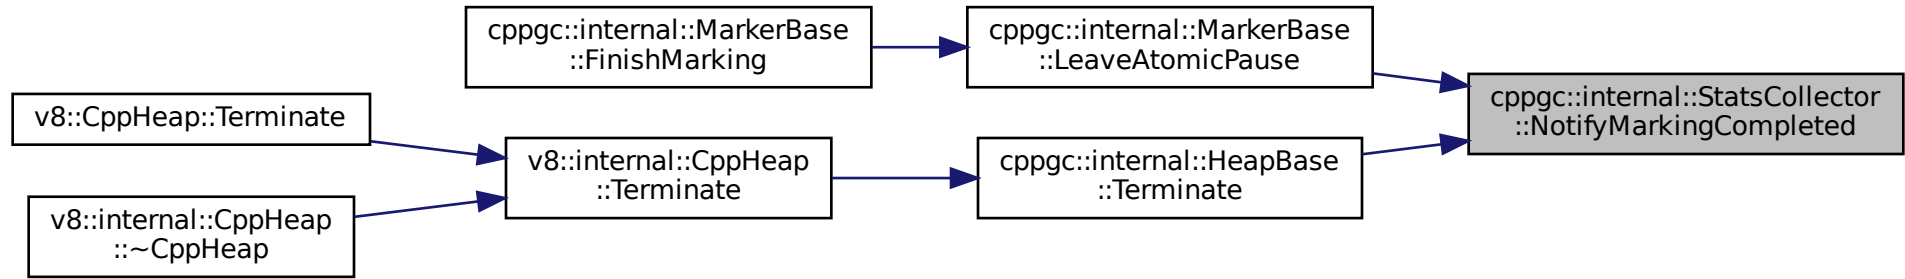 cppgc::internal::MarkerBase
::FinishMarking
cppgc::internal::MarkerBase
::LeaveAtomicPause
cppgc::internal::StatsCollector
::NotifyMarkingCompleted
v8::CppHeap::Terminate
v8::internal::CppHeap
::Terminate
cppgc::internal::HeapBase
::Terminate
v8::internal::CppHeap
::~CppHeap